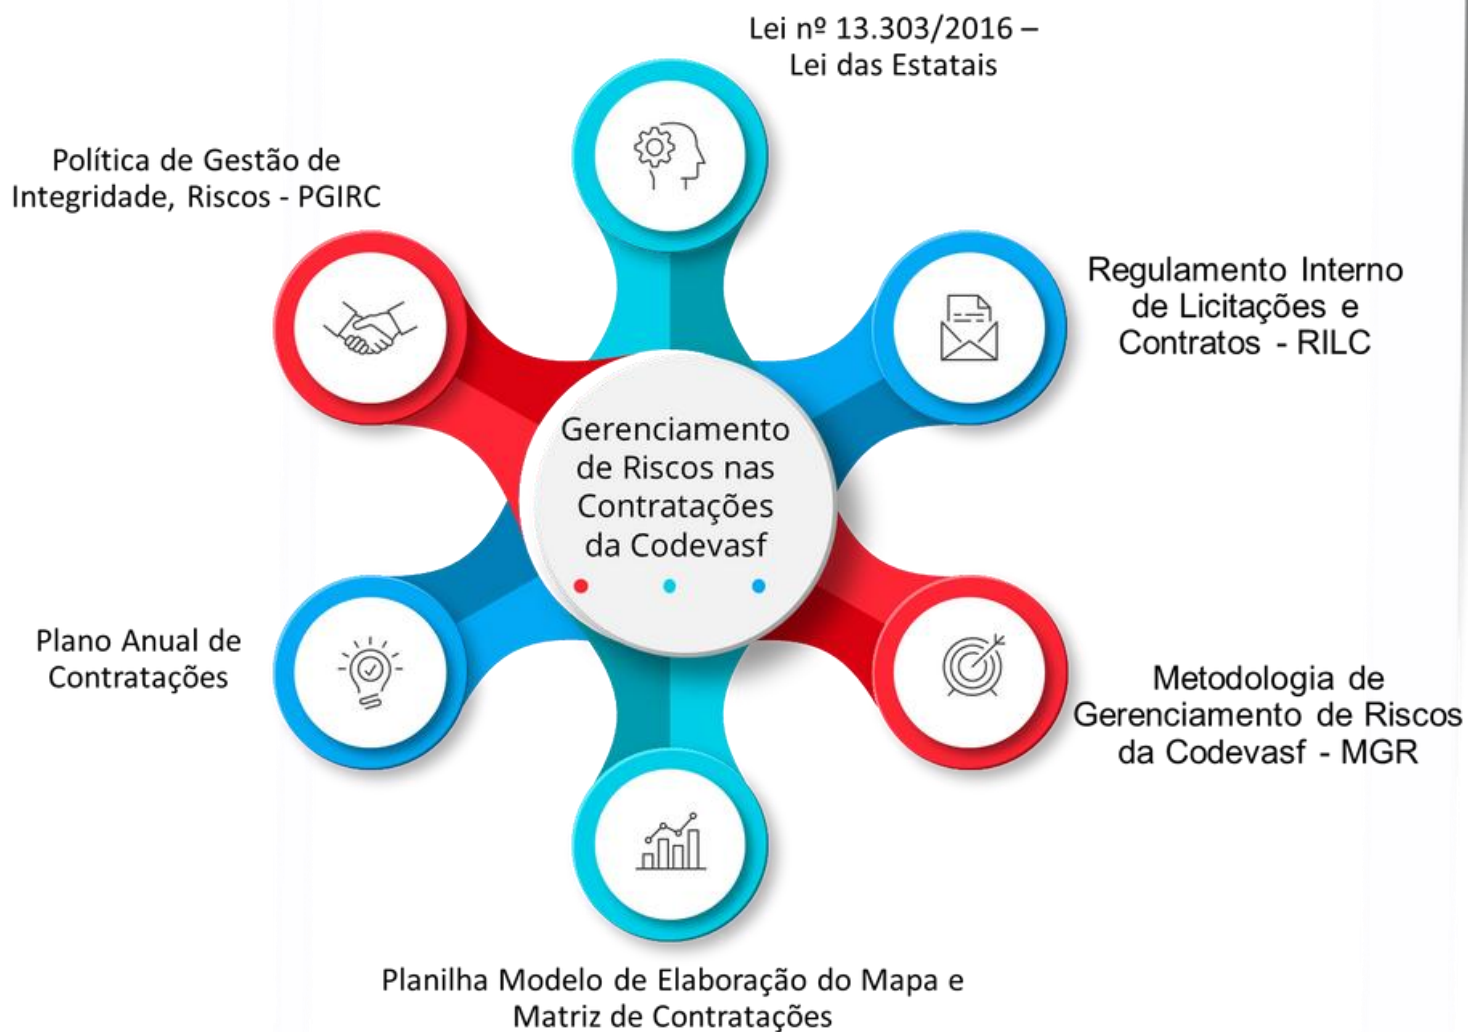 Lei nº 13.303/2016 –
Lei das Estatais
Política de Gestão de
Integridade, Riscos - PGIRC
Regulamento Interno
de Licitações e
Contratos - RILC
Gerenciamento
de Riscos nas
Contratações
da Codevasf
Plano Anual de
Contratações
Metodologia de
Gerenciamento de Riscos
da Codevasf - MGR
Planilha Modelo de Elaboração do Mapa e
Matriz de Contratações